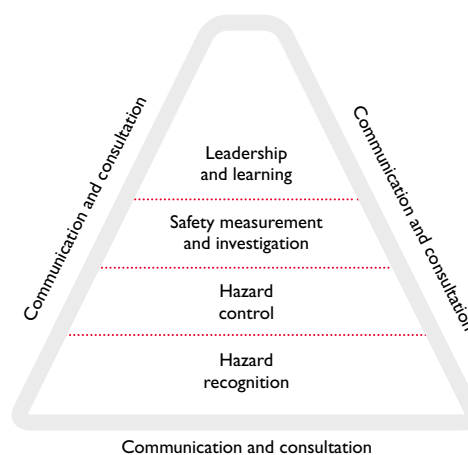 Communication and consultation
Communication and consultation
Leadership
and learning
Safety measurement
and investigation
Hazard
control
Hazard
recognition
Communication and consultation